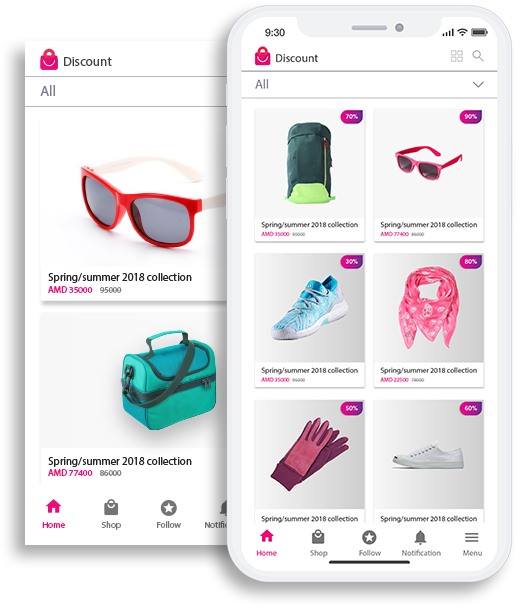 Discount
All
Spring/summer 2018 collection
AMD 35000 95000
Spring/summer 2018 collection
AMD 77400 86000
Home Shop Follow Notific
9:30
Discount
All
70%
90%
Spring/summer 2018 collection
AMD 35000 95000
Spring/summer 2018 collection
AMD 77400 86000
30%
80%
Spring/summer 2018 collection
AMD 35000 95000
Spring/summer 2018 collection
AMD 22500 78000
50%
60%
Spring/summer 2018 collection
Spring/summer 2018 collection
Home Shop Follow Notification Menu